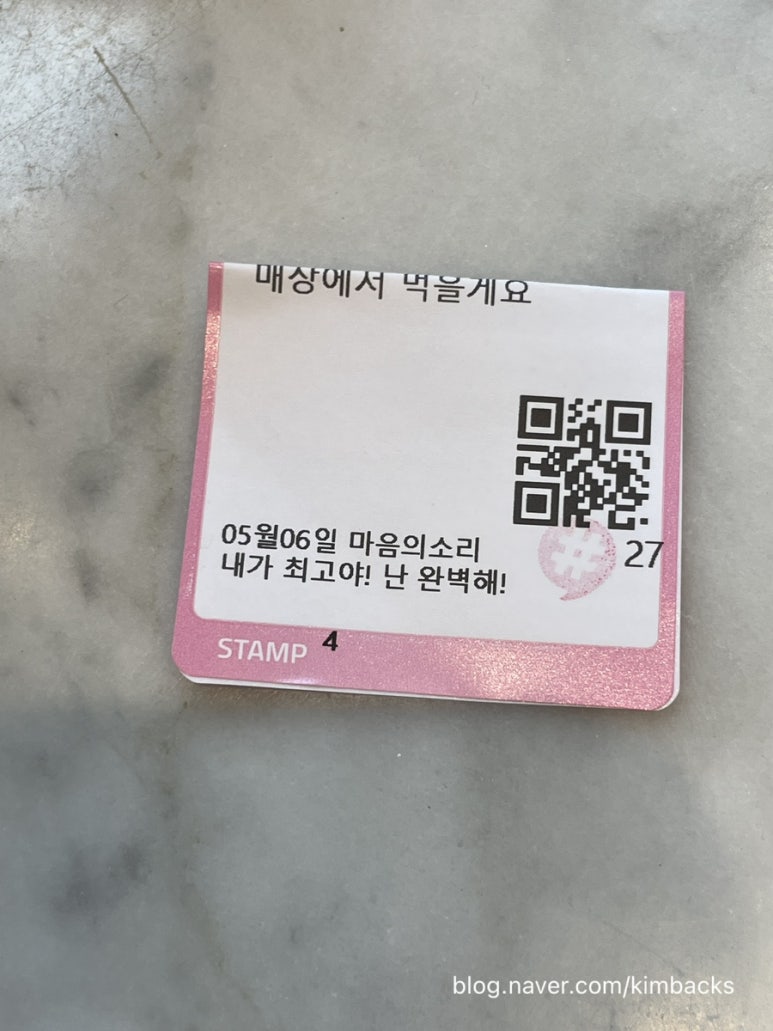 매장에서 먹을게요
05월06일 마음의소리
내가 최고야! 난 완벽해!
# 27
STAMP 4
blog.naver.com/kimbacks